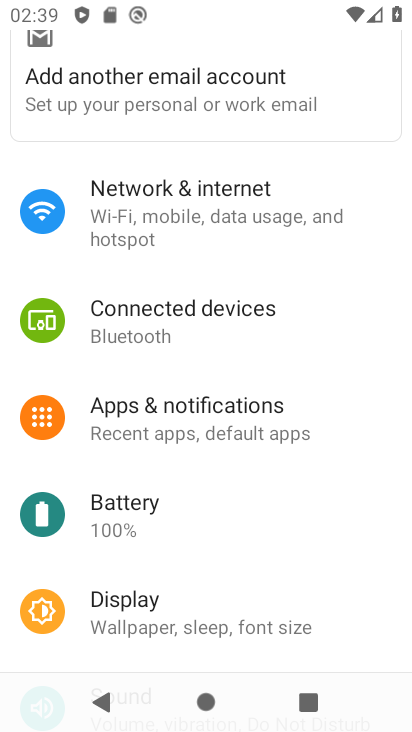 02:39
Add another email account
Set up your personal or work email
Network & internet
Wi-Fi, mobile, data usage, and
hotspot
Connected devices
Bluetooth
Apps & notifications
Recent apps, default apps
Battery
100%
Display
Wallpaper, sleep, font size
Sound
Volume, vibration, Do Not Disturb